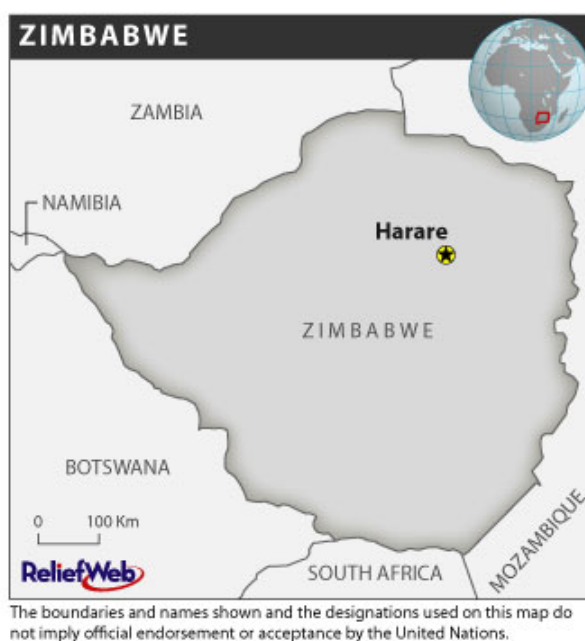 ZIMBABWE
ZAMBIA
NAMIBIA
Harare
ZIMBABWE
BOTSWANA
0 100 Km
MOZAMBIQUE
SOUTH AFRICA
ReliefWeb
The boundaries and names shown and the designations used on this map do
not imply official endorsement or acceptance by the United Nations.